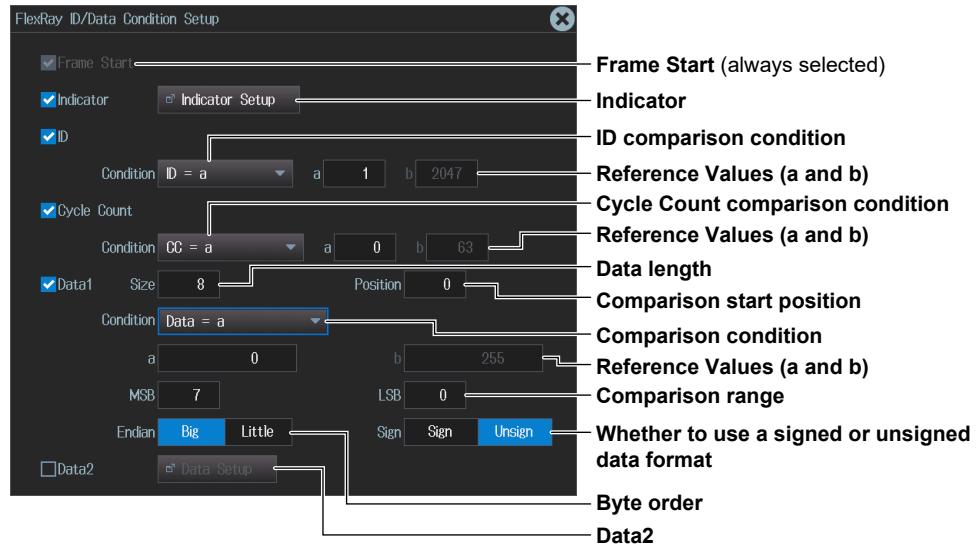 FlexRay ID/Data Condition Setup
Frame Start
Frame Start (always selected)
Indicator
Indicator Setup
Indicator
ID
ID comparison condition
Condition ID = a a 1 b 2047
Reference Values (a and b)
Cycle Count
Cycle Count comparison condition
Condition CC = a a 0 b 63
Reference Values (a and b)
Data length
Data1 Size 8 Position 0
Comparison start position
Condition Data = a
Comparison condition
a 0 b 255
Reference Values (a and b)
MSB 7 LSB 0
Comparison range
Endian Big Little Sign Sign Unsign
Whether to use a signed or unsigned
data format
Data2 Data Setup
Byte order
Data2